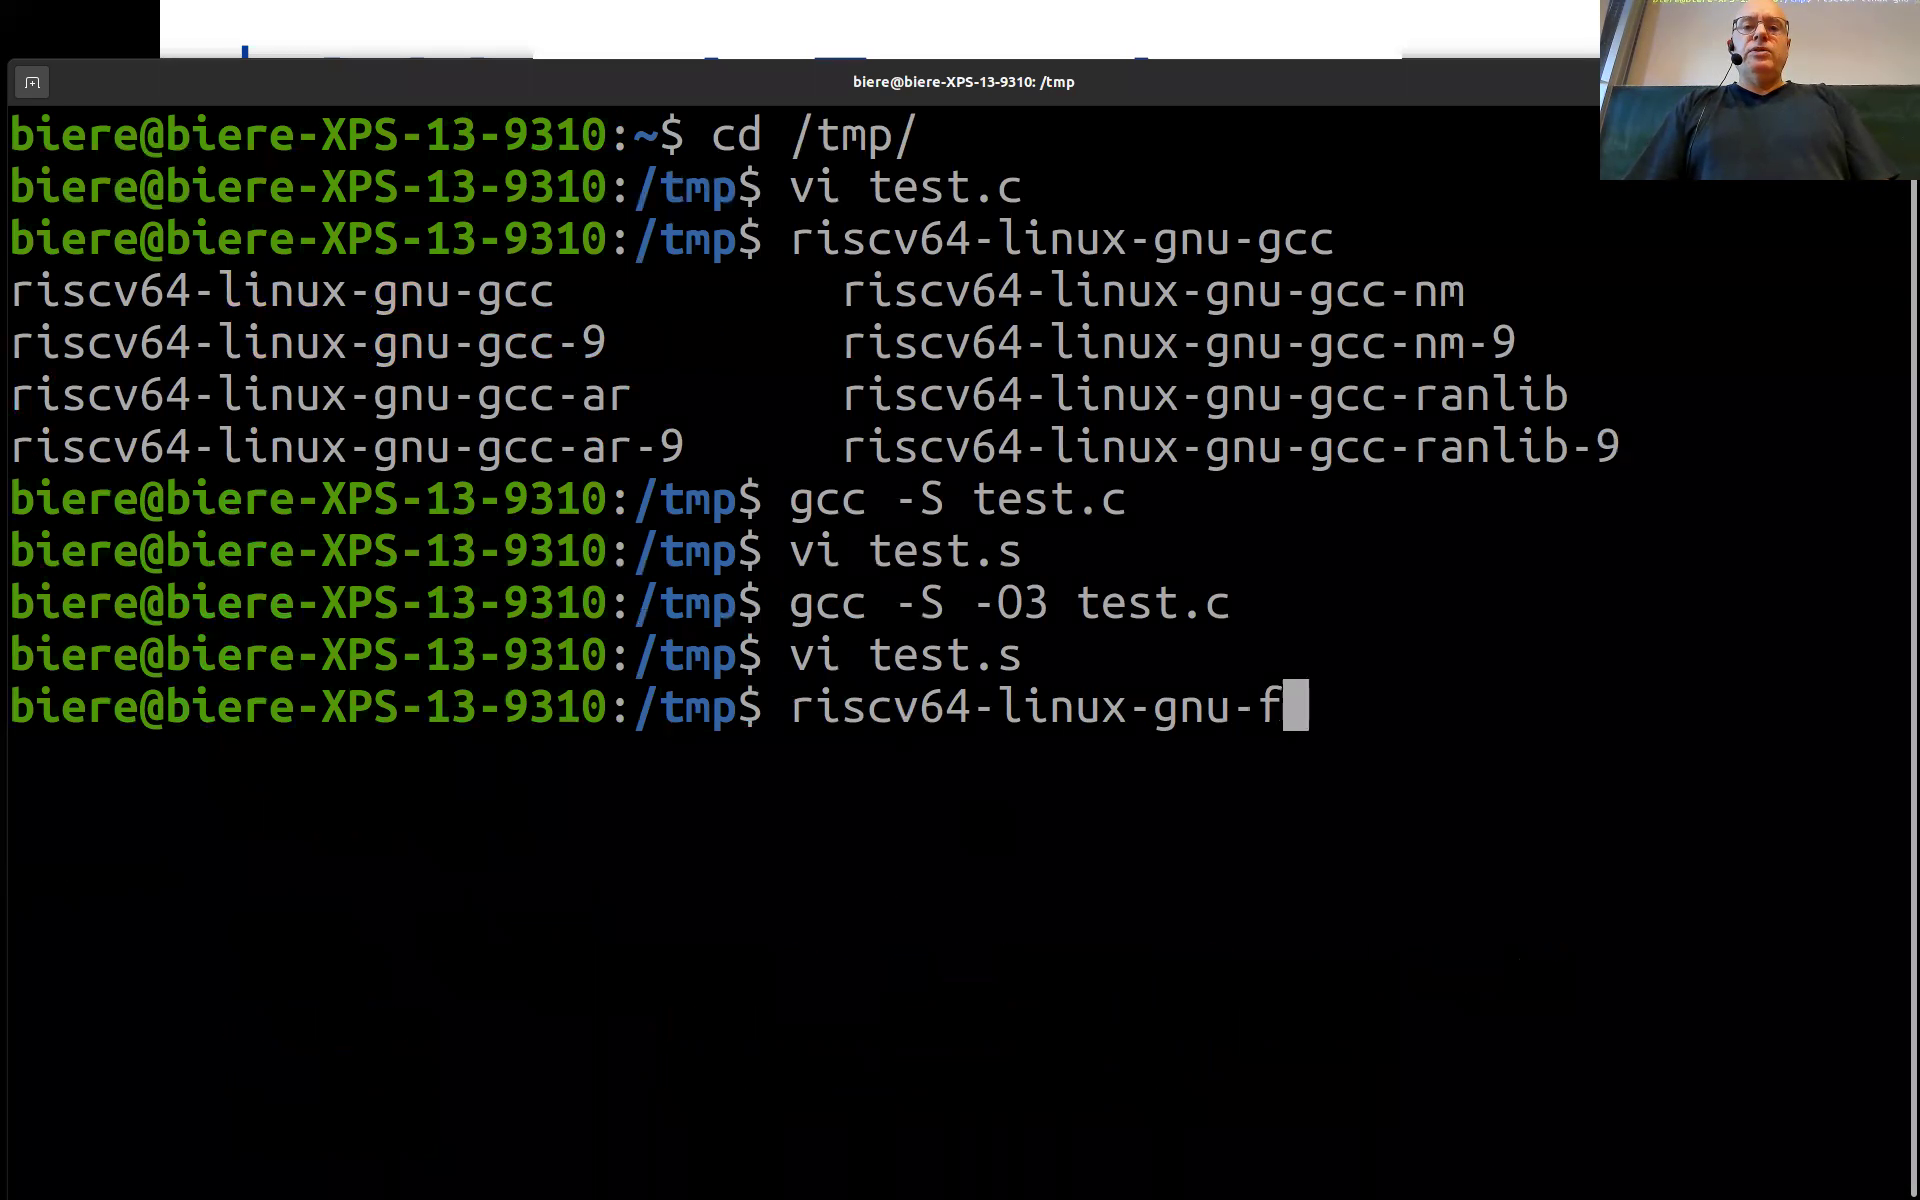 biere@biere-XPS-13-9310: /tmp
biere@biere-XPS-13-9310:~$ cd /tmp/
biere@biere-XPS-13-9310:/tmp$ vi test.c
biere@biere-XPS-13-9310:/tmp$ riscv64-linux-gnu-gcc
riscv64-linux-gnu-gcc riscv64-linux-gnu-gcc-nm
riscv64-linux-gnu-gcc-9 riscv64-linux-gnu-gcc-nm-9
riscv64-linux-gnu-gcc-ar riscv64-linux-gnu-gcc-ranlib
riscv64-linux-gnu-gcc-ar-9 riscv64-linux-gnu-gcc-ranlib-9
biere@biere-XPS-13-9310:/tmp$ gcc -S test.c
biere@biere-XPS-13-9310:/tmp$ vi test.s
biere@biere-XPS-13-9310:/tmp$ gcc -S -O3 test.c
biere@biere-XPS-13-9310:/tmp$ vi test.s
biere@biere-XPS-13-9310:/tmp$ riscv64-linux-gnu-f